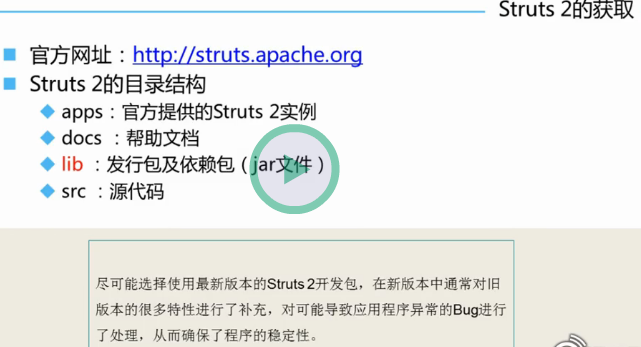 Struts 2的获取
官方网址：http://struts.apache.org
Struts 2的目录结构
apps：官方提供的Struts 2实例
docs ：帮助文档
lib ：发行包及依赖包（jar文件）
src ：源代码
尽可能选择使用最新版本的Struts 2开发包，在新版本中通常对旧
版本的很多特性进行了补充，对可能导致应用程序异常的Bug进行
了处理，从而确保了程序的稳定性。